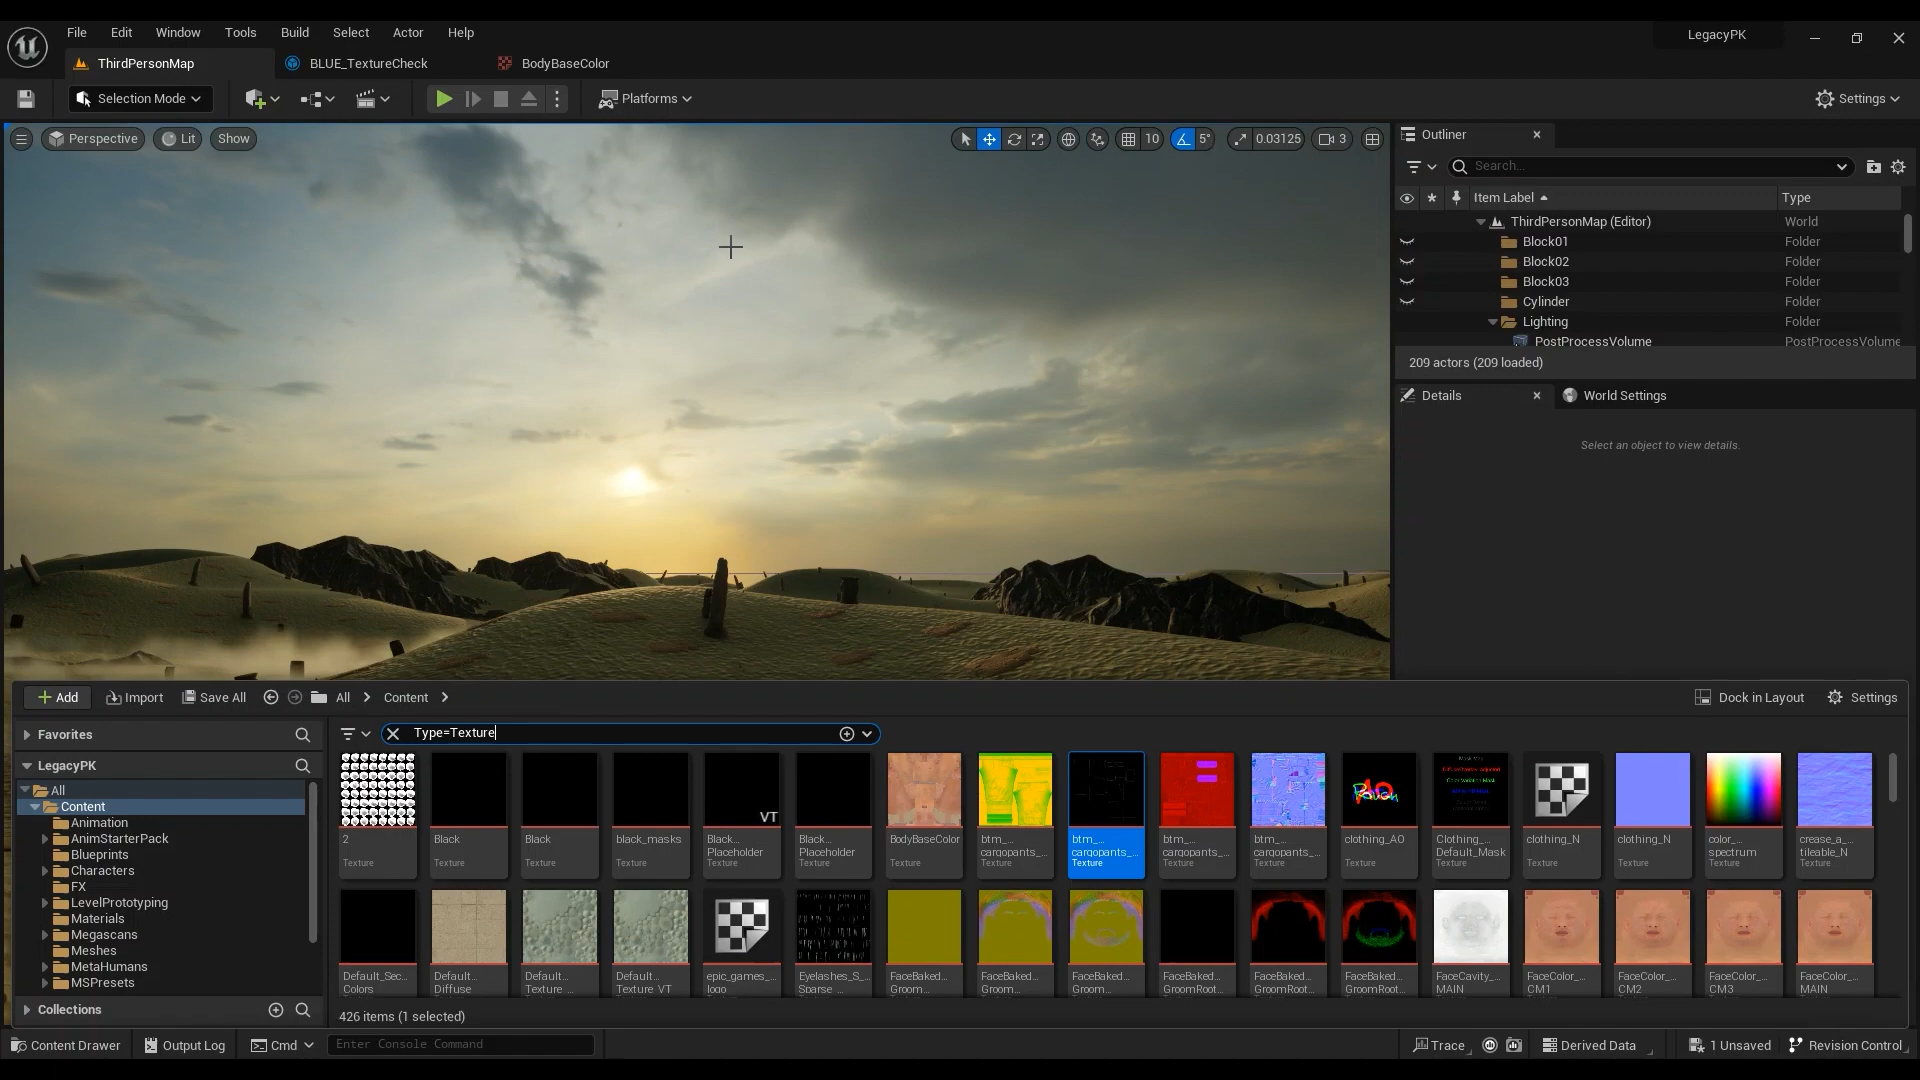 File Edit Window Tools Build Select Actor Help
LegacyPK
ThirdPersonMap BLUE_TextureCheck BodyBaseColor
Selection Mode Platforms Settings
Perspective Lit Show 10 5° 0.03125 3
Outliner
Search...
Item Label Type
ThirdPersonMap (Editor) World
Block01 Folder
Block02 Folder
Block03 Folder
Cylinder Folder
Lighting Folder
PostProcessVolume PostProcessVolume
209 actors (209 loaded)
Details World Settings
Select an object to view details.
Add Import Save All All Content Dock in Layout Settings
Favorites
Type=Texture
LegacyPK
All
Content
Animation
AnimStarterPack
Blueprints
Characters
FX
LevelPrototyping
Materials
Megascans
Meshes
MetaHumans
MSPresets
Collections
VT
Rough
Mask Map
2 Black Black black_masks Black... Black... BodyBaseColor btm_... btm_... btm_... btm_... clothing_AO Clothing_... clothing_N clothing_N color_... crease_a_...
Placeholder Placeholder cargopants_... cargopants_... cargopants_... cargopants_... Default_Mask spectrum tileable_N
Texture Texture Texture Texture Texture Texture Texture Texture Texture Texture Texture Texture Texture Texture Texture Texture Texture
Default_Sec... Default... Default... Default... epic_games_... Eyelashes_S... FaceBaked... FaceBaked... FaceBaked... FaceBaked... FaceBaked... FaceBaked... FaceCavity_... FaceColor_... FaceColor_... FaceColor_... FaceColor_...
Colors Diffuse Texture_... Texture_VT logo Sparse_... Groom... Groom... Groom... GroomRoot... GroomRoot... GroomRoot... MAIN CM1 CM2 CM3 MAIN
426 items (1 selected)
Content Drawer Output Log Cmd Enter Console Command Trace Derived Data 1 Unsaved Revision Control